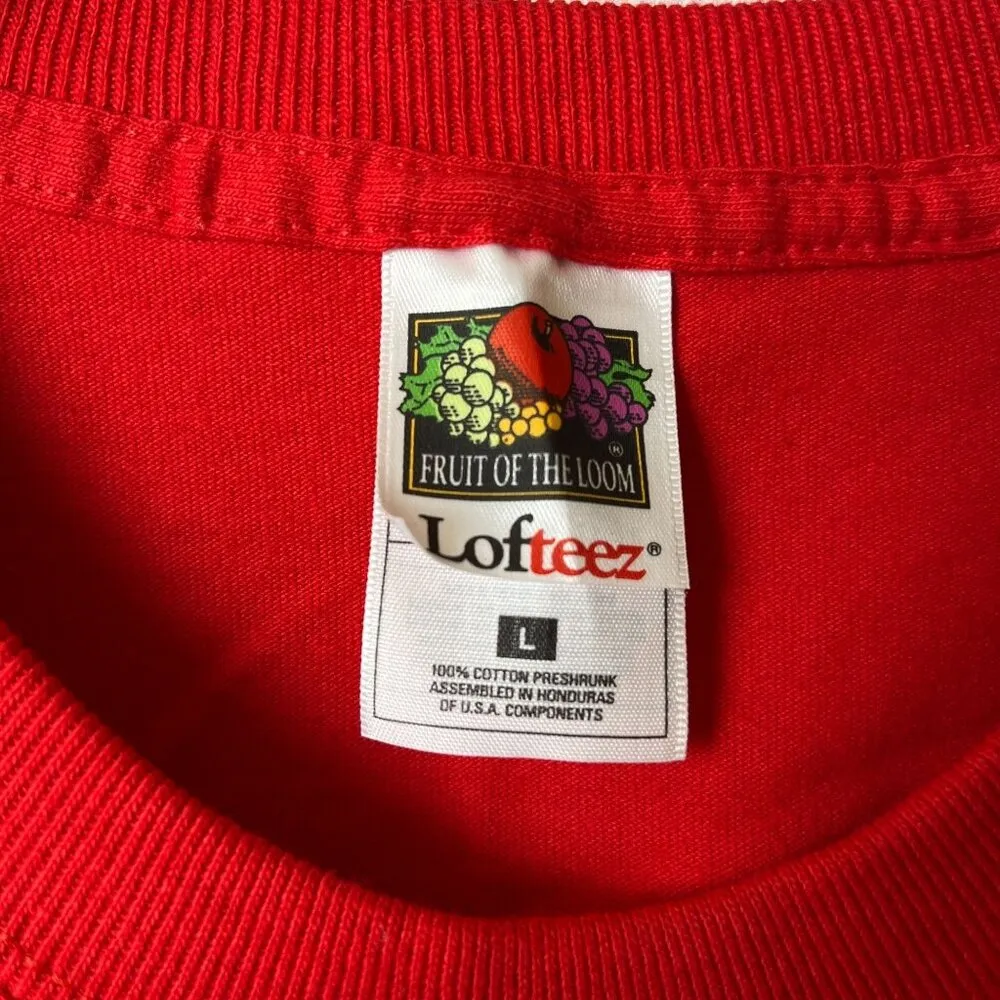 ®
FRUIT OF THE LOOM
Lofteez®
L
100% COTTON PRESHRUNK
ASSEMBLED IN HONDURAS
OF U.S.A. COMPONENTS